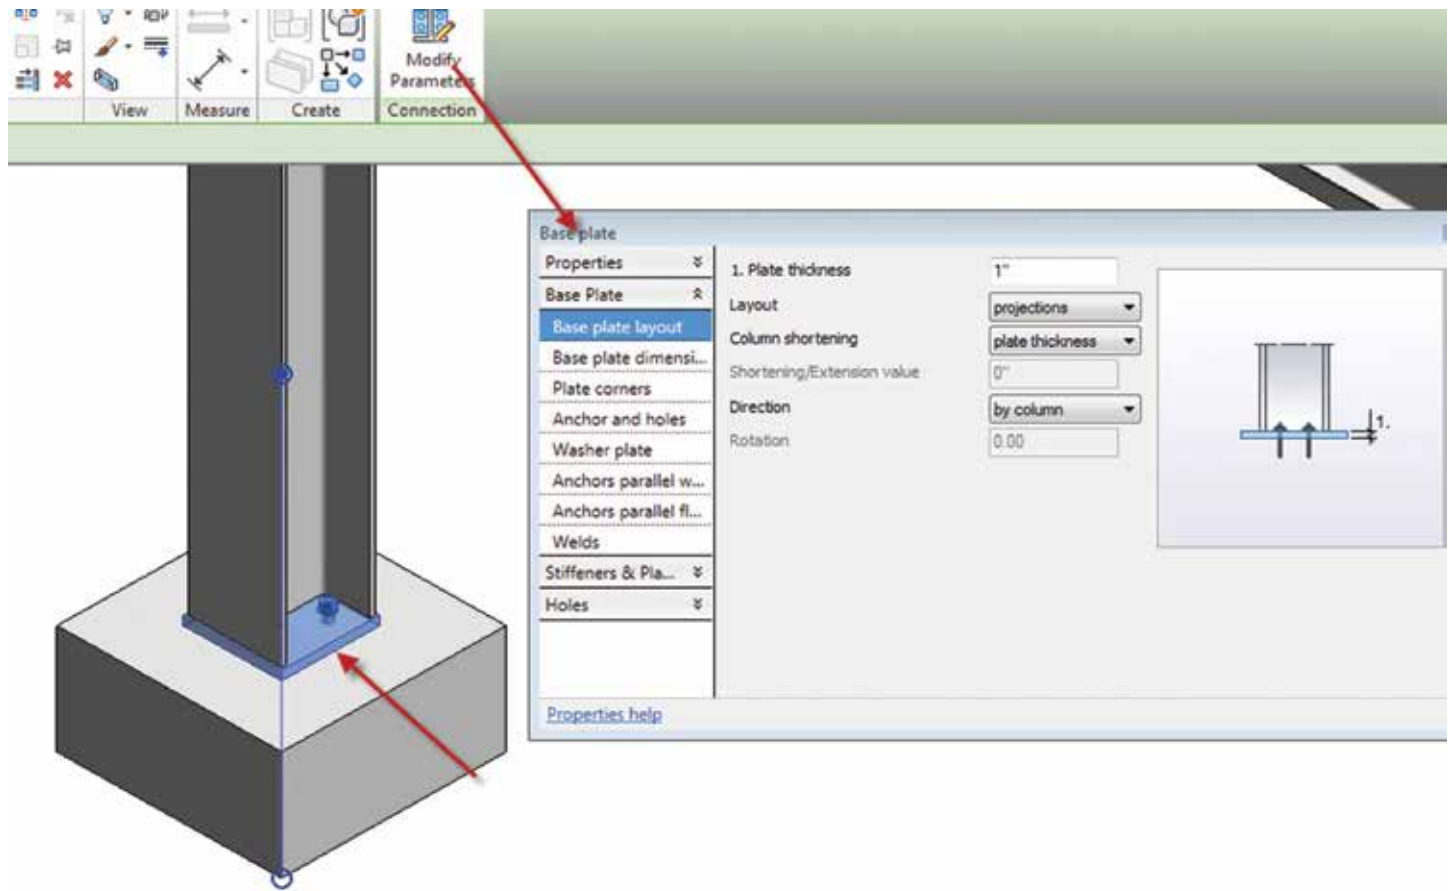 Modify
Parameters
View
Measure
Create
Connection
Base plate
Properties
Base Plate
Base plate layout
Base plate dimensi...
Plate corners
Anchor and holes
Washer plate
Anchors parallel w...
Anchors parallel fl...
Welds
Stiffeners & Pla...
Holes
1. Plate thickness 1"
Layout projections
Column shortening plate thickness
Shortening/Extension value 0"
Direction by column
Rotation 0.00
1.
Properties help